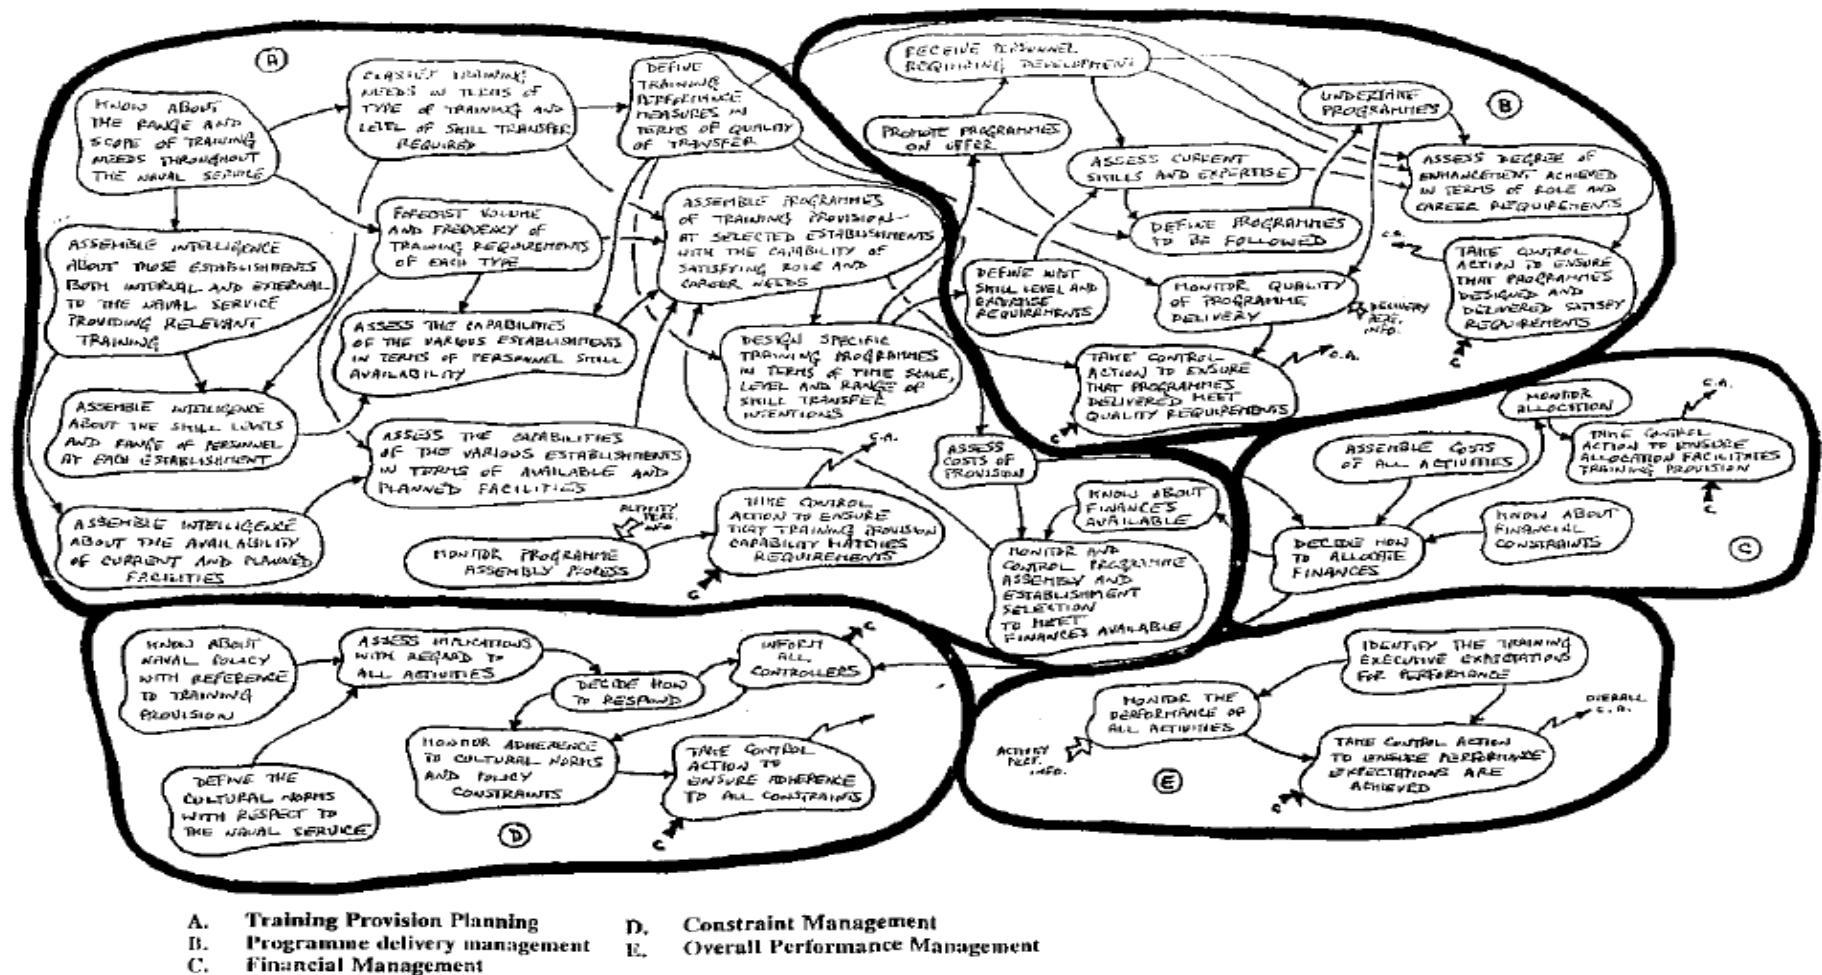 A
KNOW ABOUT
THE RANGE AND
SCOPE OF TRAINING
NEEDS THROUGHOUT
THE NAVAL SERVICE
CLASSIFY TRAINING
NEEDS IN TERMS OF
TYPE OF TRAINING AND
LEVEL OF SKILL TRANSFER
REQUIRED
DEFINE
TRAINING
PERFORMANCE
MEASURES IN
TERMS OF QUALITY
OF TRANSFER
ASSEMBLE INTELLIGENCE
ABOUT THOSE ESTABLISHMENTS
BOTH INTERNAL AND EXTERNAL
TO THE NAVAL SERVICE
PROVIDING RELEVANT
TRAINING
FORECAST VOLUME
AND FREQUENCY OF
TRAINING REQUIREMENTS
OF EACH TYPE
ASSEMBLE PROGRAMMES
OF TRAINING PROVISION
AT SELECTED ESTABLISHMENTS
WITH THE CAPABILITY OF
SATISFYING ROLE AND
CAREER NEEDS
ASSESS THE CAPABILITIES
OF THE VARIOUS ESTABLISHMENTS
IN TERMS OF PERSONNEL SKILL
AVAILABILITY
DESIGN SPECIFIC
TRAINING PROGRAMMES
IN TERMS OF TIME SCALE,
LEVEL AND RANGE OF
SKILL TRANSFER
INTENTIONS
ASSEMBLE INTELLIGENCE
ABOUT THE SKILL LEVELS
AND RANGE OF PERSONNEL
AT EACH ESTABLISHMENT
ASSESS THE CAPABILITIES
OF THE VARIOUS ESTABLISHMENTS
IN TERMS OF AVAILABLE AND
PLANNED FACILITIES
ASSEMBLE INTELLIGENCE
ABOUT THE AVAILABILITY
OF CURRENT AND PLANNED
FACILITIES
MONITOR PROGRAMME
ASSEMBLY PROCESS
ACTIVITY
PERF.
INFO
TAKE CONTROL
ACTION TO ENSURE
THAT TRAINING PROVISION
CAPABILITY MATCHES
REQUIREMENTS
C.A.
C
ASSESS
COSTS OF
PROVISION
KNOW ABOUT
FINANCES
AVAILABLE
MONITOR AND
CONTROL PROGRAMME
ASSEMBLY AND
ESTABLISHMENT
SELECTION
TO MEET
FINANCES AVAILABLE
B
RECEIVE PERSONNEL
REQUIRING DEVELOPMENT
PROMOTE PROGRAMMES
ON OFFER
UNDERTAKE
PROGRAMMES
ASSESS CURRENT
SKILLS AND EXPERTISE
ASSESS DEGREE OF
ENHANCEMENT ACHIEVED
IN TERMS OF ROLE AND
CAREER REQUIREMENTS
DEFINE PROGRAMMES
TO BE FOLLOWED
DEFINE INPUT
SKILL LEVEL AND
EXPERTISE
REQUIREMENTS
MONITOR QUALITY
OF PROGRAMME
DELIVERY
DELIVERY
PERF.
INFO.
C.A.
TAKE CONTROL
ACTION TO ENSURE
THAT PROGRAMMES
DESIGNED AND
DELIVERED SATISFY
REQUIREMENTS
C
TAKE CONTROL
ACTION TO ENSURE
THAT PROGRAMMES
DELIVERED MEET
QUALITY REQUIREMENTS
C.A.
C
MONITOR
ALLOCATION
C.A.
ASSEMBLE COSTS
OF ALL ACTIVITIES
TAKE CONTROL
ACTION TO ENSURE
ALLOCATION FACILITATES
TRAINING PROVISION
C
DECIDE HOW
TO ALLOCATE
FINANCES
KNOW ABOUT
FINANCIAL
CONSTRAINTS
C
KNOW ABOUT
NAVAL POLICY
WITH REFERENCE
TO TRAINING
PROVISION
ASSESS IMPLICATIONS
WITH REGARD TO
ALL ACTIVITIES
DECIDE HOW
TO RESPOND
INFORM
ALL
CONTROLLERS
C
DEFINE THE
CULTURAL NORMS
WITH RESPECT TO
THE NAVAL SERVICE
MONITOR ADHERENCE
TO CULTURAL NORMS
AND POLICY
CONSTRAINTS
TAKE CONTROL
ACTION TO
ENSURE ADHERENCE
TO ALL CONSTRAINTS
C
D
IDENTIFY THE TRAINING
EXECUTIVE EXPECTATIONS
FOR PERFORMANCE
MONITOR THE
PERFORMANCE OF
ALL ACTIVITIES
ACTIVITY
PERF.
INFO.
TAKE CONTROL ACTION
TO ENSURE PERFORMANCE
EXPECTATIONS ARE
ACHIEVED
OVERALL
C.A.
C
E
A. Training Provision Planning
B. Programme delivery management
C. Financial Management
D. Constraint Management
E. Overall Performance Management